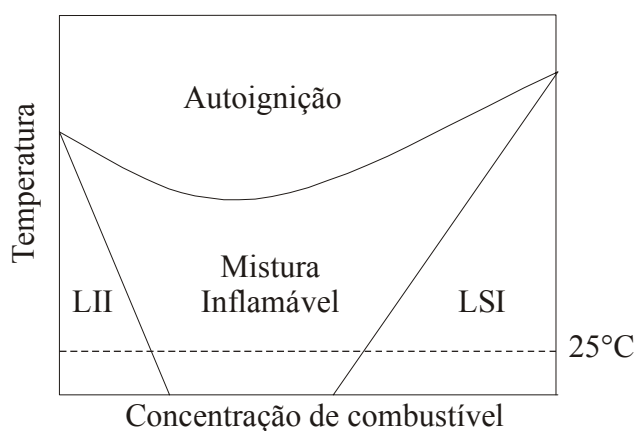 Autoignição
Temperatura
Mistura
Inflamável
LII
LSI
25°C
Concentração de combustível